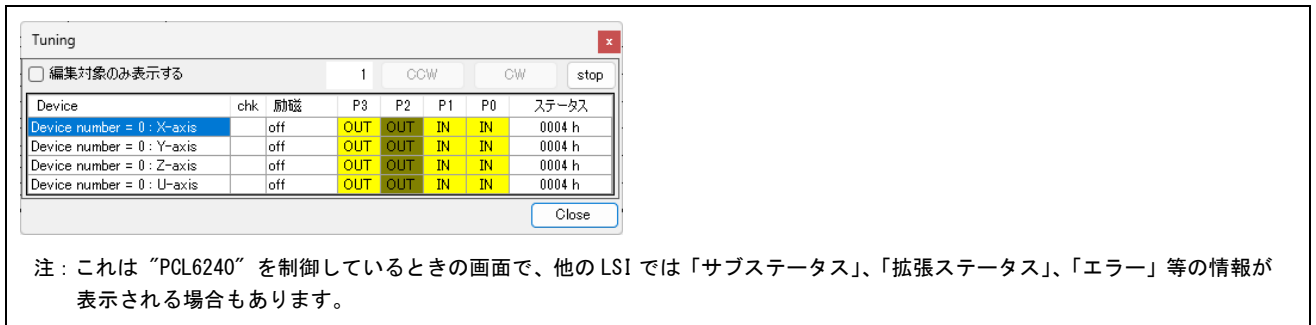 Tuning
x
編集対象のみ表示する 1 CCW CW stop
Device chk 励磁 P3 P2 P1 P0 ステータス
Device number = 0 : X-axis off OUT OUT IN IN 0004 h
Device number = 0 : Y-axis off OUT OUT IN IN 0004 h
Device number = 0 : Z-axis off OUT OUT IN IN 0004 h
Device number = 0 : U-axis off OUT OUT IN IN 0004 h
Close
注：これは ″PCL6240″ を制御しているときの画面で、他の LSI では「サブステータス」、「拡張ステータス」、「エラー」等の情報が
表示される場合もあります。